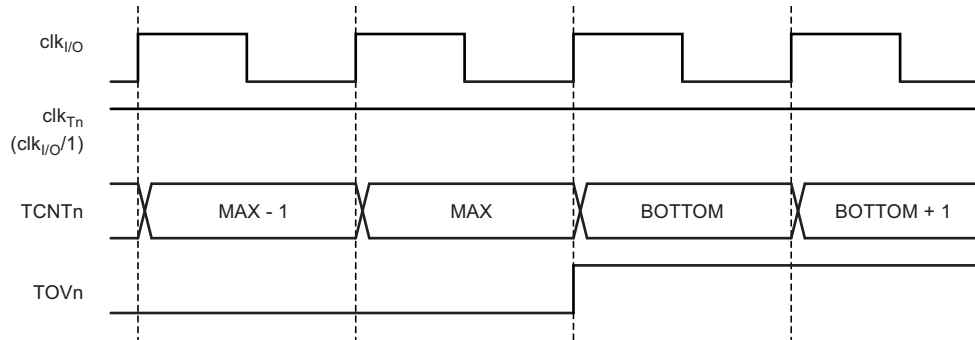 clkI/O
clkTn
(clkI/O/1)
TCNTn MAX - 1 MAX BOTTOM BOTTOM + 1
TOVn